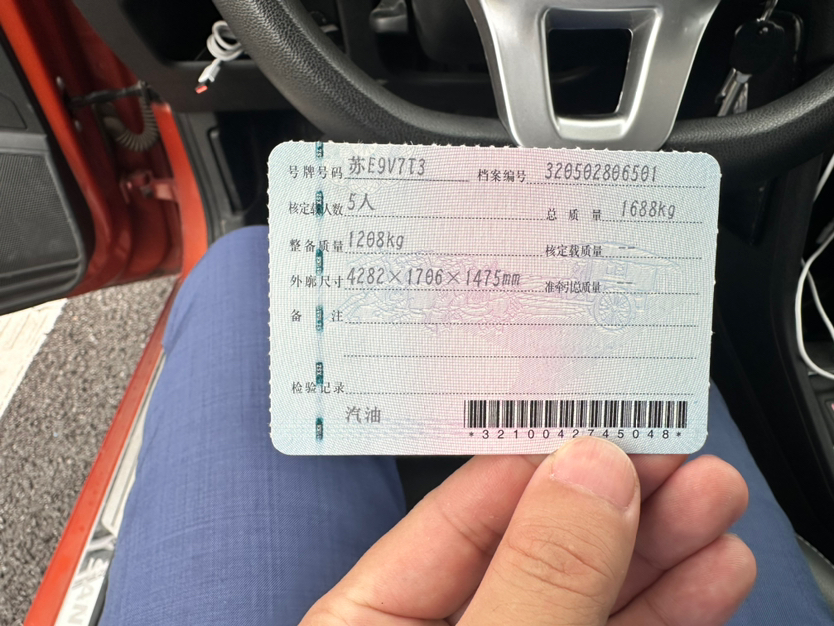 号牌号码 苏E9V7T3 档案编号 320502806501
核定载人数 5人 总质量 1688kg
整备质量 1208kg 核定载质量 --
外廓尺寸 4282×1706×1475mm 准牵引总质量 --
备注
检验记录
汽油
*3210042745048*